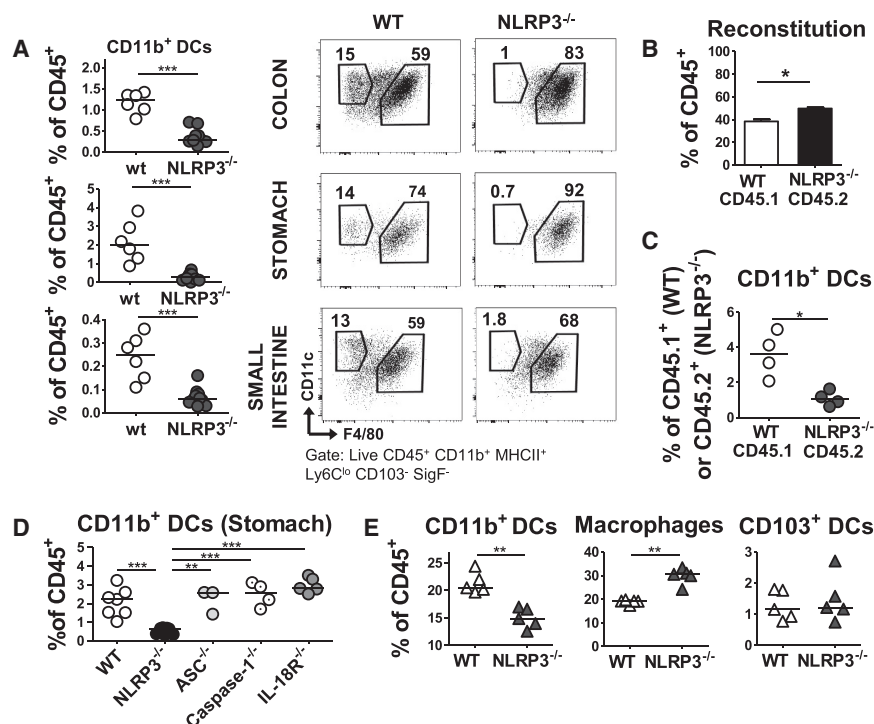 A
CD11b⁺ DCs
% of CD45⁺
2.0
1.5
1.0
0.5
0.0
***
wt NLRP3⁻/⁻
% of CD45⁺
5
4
3
2
1
0
***
wt NLRP3⁻/⁻
% of CD45⁺
0.4
0.3
0.2
0.1
0.0
***
wt NLRP3⁻/⁻
WT NLRP3⁻/⁻
COLON
15 59
1 83
STOMACH
14 74
0.7 92
SMALL
INTESTINE
13 59
1.8 68
CD11c
F4/80
Gate: Live CD45⁺ CD11b⁺ MHCII⁺
Ly6Cˡᵒ CD103⁻ SigF⁻
B
Reconstitution
% of CD45⁺
100
80
60
40
20
0
*
WT NLRP3⁻/⁻
CD45.1 CD45.2
C
CD11b⁺ DCs
% of CD45.1⁺ (WT)
or CD45.2⁺ (NLRP3⁻/⁻)
6
4
2
0
*
WT NLRP3⁻/⁻
CD45.1 CD45.2
D
CD11b⁺ DCs (Stomach)
%of CD45⁺
5
4
3
2
1
0
***
***
***
**
WT
NLRP3⁻/⁻
ASC⁻/⁻
Caspase-1⁻/⁻
IL-18R⁻/⁻
E
CD11b⁺ DCs
% of CD45⁺
25
20
15
10
**
WT NLRP3⁻/⁻
Macrophages
40
30
20
10
0
**
WT NLRP3⁻/⁻
CD103⁺ DCs
3
2
1
0
WT NLRP3⁻/⁻